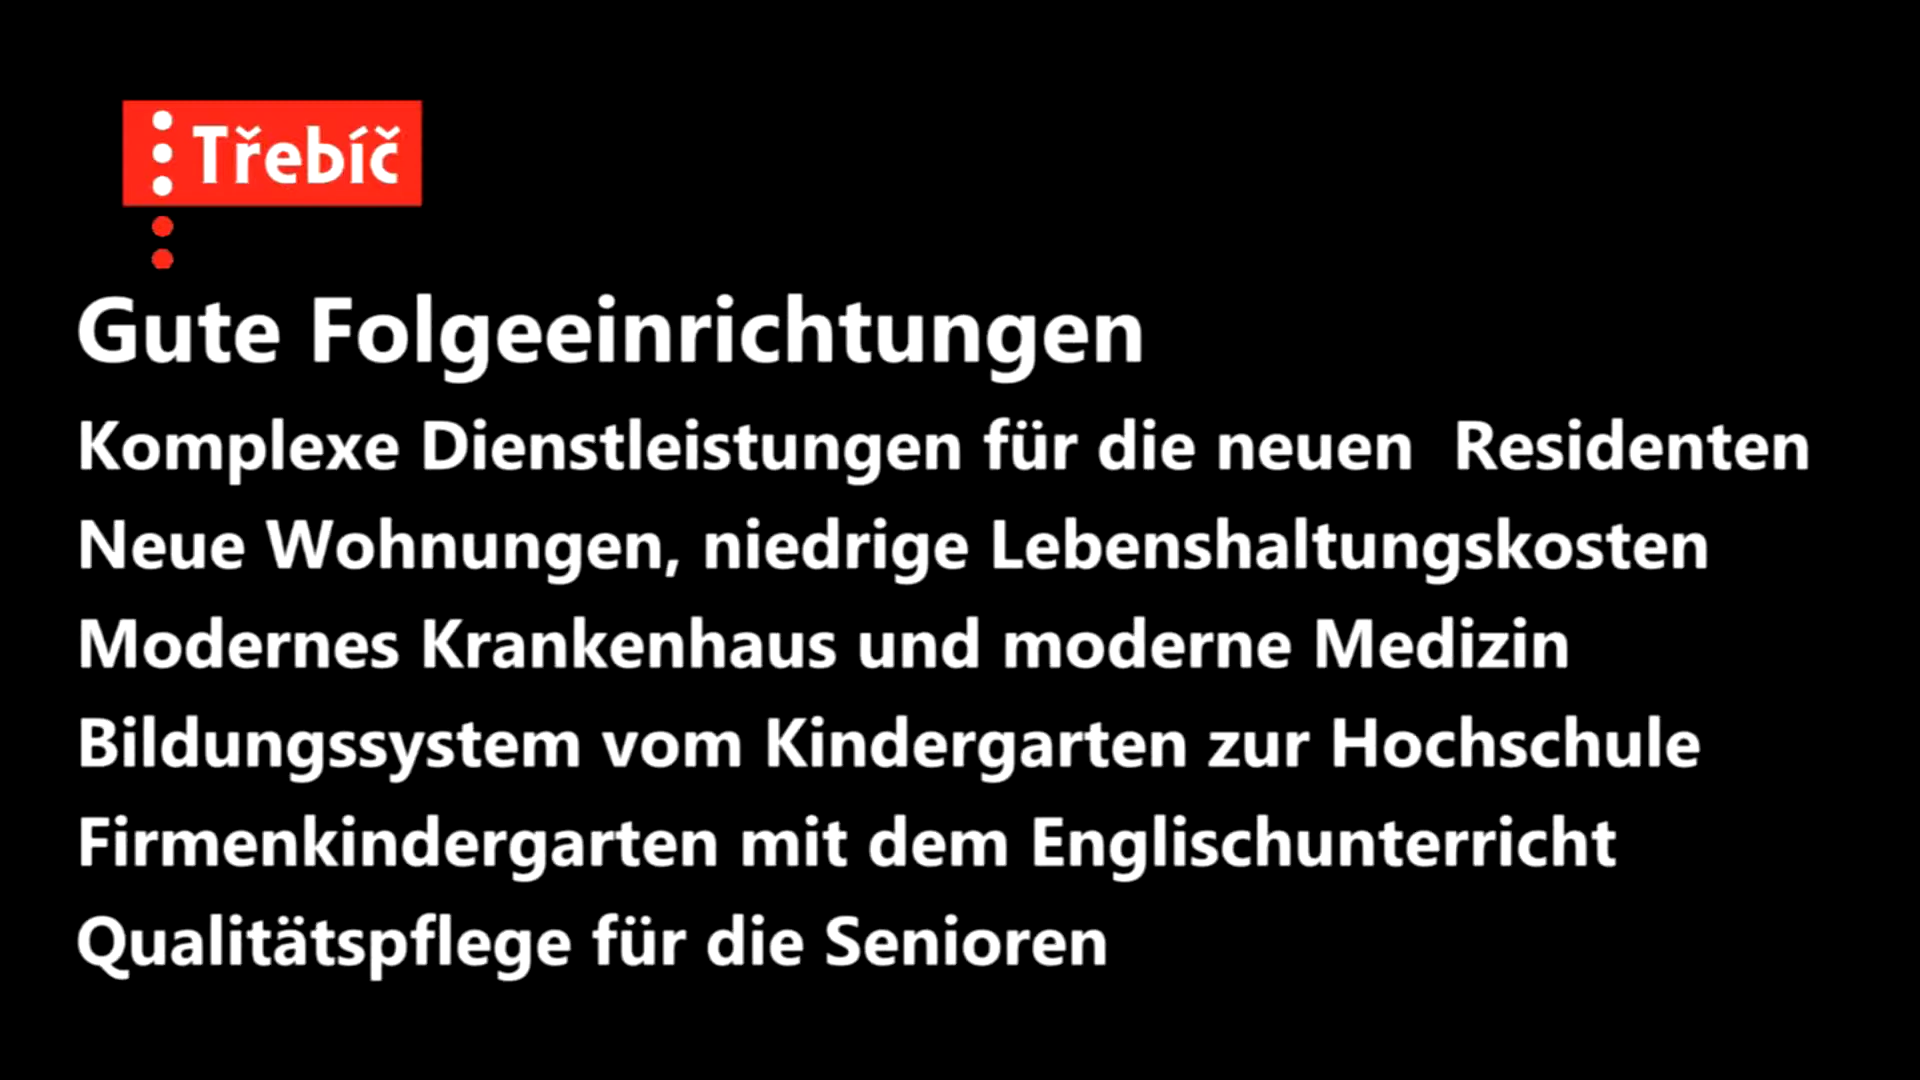 Třebíč
Gute Folgeeinrichtungen
Komplexe Dienstleistungen für die neuen  Residenten
Neue Wohnungen, niedrige Lebenshaltungskosten
Modernes Krankenhaus und moderne Medizin
Bildungssystem vom Kindergarten zur Hochschule
Firmenkindergarten mit dem Englischunterricht
Qualitätspflege für die Senioren